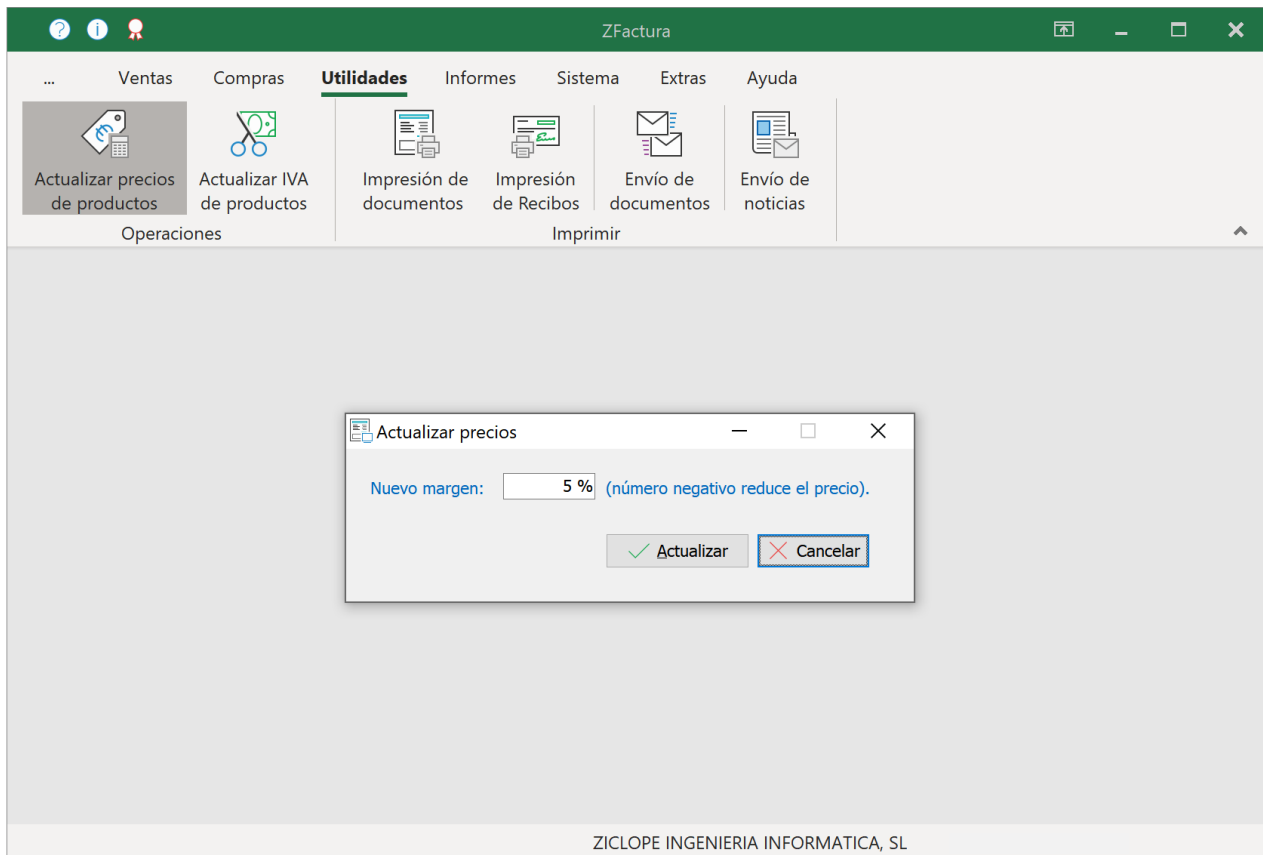 ZFactura
... Ventas Compras Utilidades Informes Sistema Extras Ayuda
Actualizar precios
de productos
Actualizar IVA
de productos
Impresión de
documentos
Impresión
de Recibos
Envío de
documentos
Envío de
noticias
Operaciones
Imprimir
Actualizar precios
Nuevo margen: 5 % (número negativo reduce el precio).
Actualizar Cancelar
ZICLOPE INGENIERIA INFORMATICA, SL